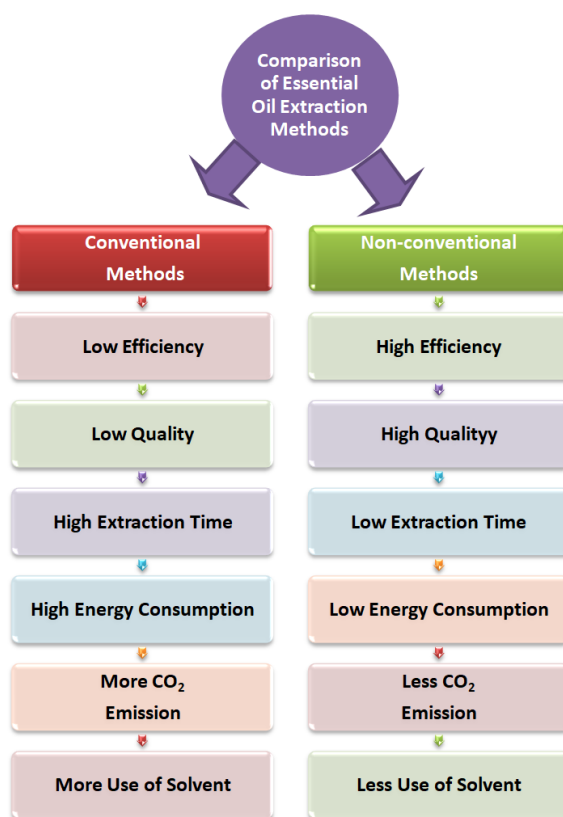 Comparison
of Essential
Oil Extraction
Methods
Conventional
Methods
Low Efficiency
Low Quality
High Extraction Time
High Energy Consumption
More CO₂
Emission
More Use of Solvent
Non-conventional
Methods
High Efficiency
High Qualityy
Low Extraction Time
Low Energy Consumption
Less CO₂
Emission
Less Use of Solvent